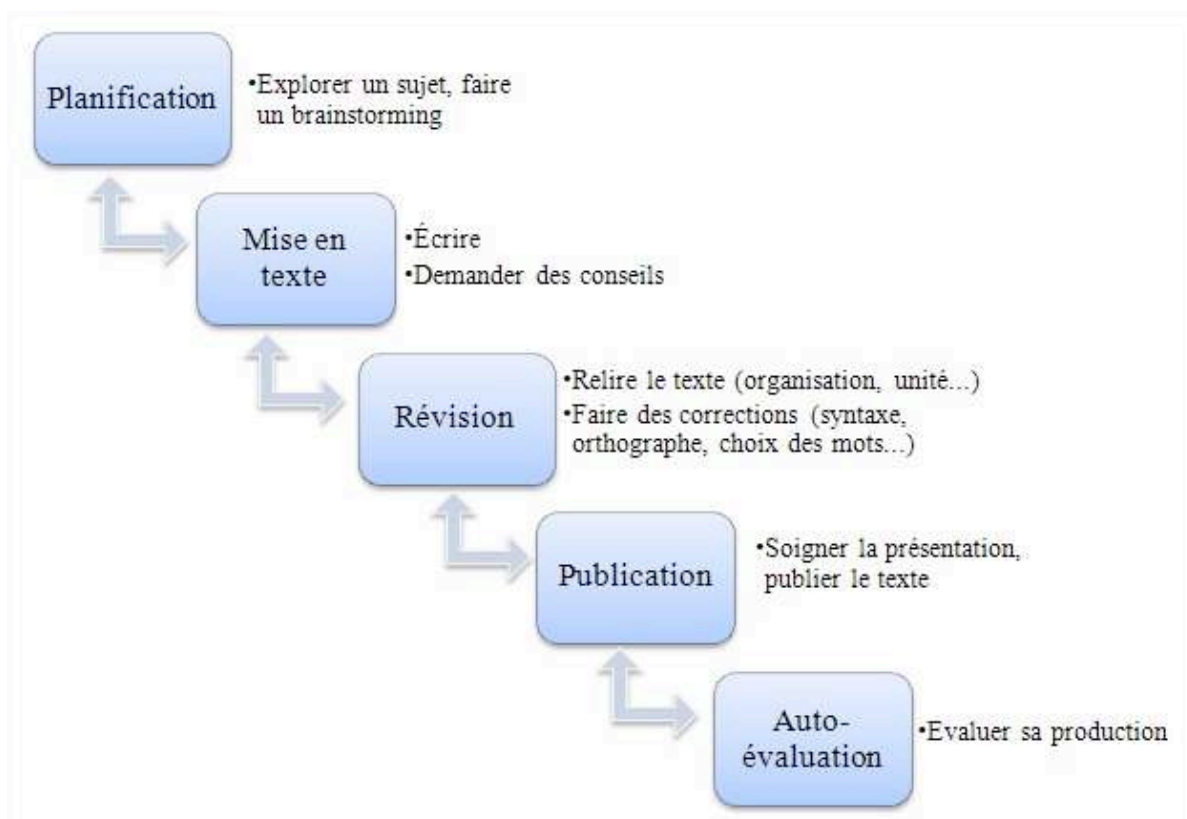 Planification
•Explorer un sujet, faire
un brainstorming
Mise en
texte
•Écrire
•Demander des conseils
Révision
•Relire le texte (organisation, unité...)
•Faire des corrections (syntaxe,
orthographe, choix des mots...)
Publication
•Soigner la présentation,
publier le texte
Auto-
évaluation
•Evaluer sa production